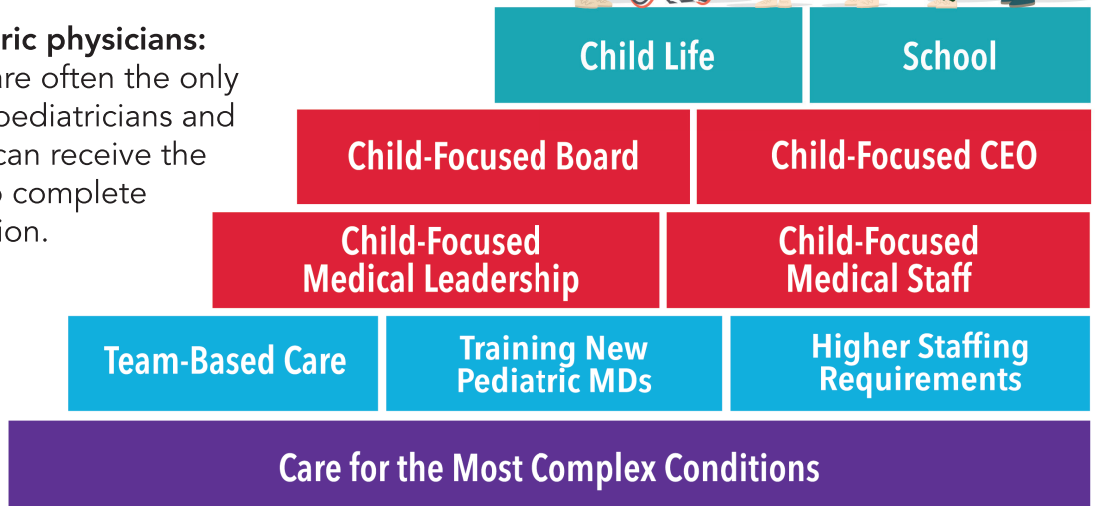 ric physicians:
are often the only
pediatricians and
can receive the
complete
ion.
Child Life
School
Child-Focused Board
Child-Focused CEO
Child-Focused
Medical Leadership
Child-Focused
Medical Staff
Team-Based Care
Training New
Pediatric MDs
Higher Staffing
Requirements
Care for the Most Complex Conditions